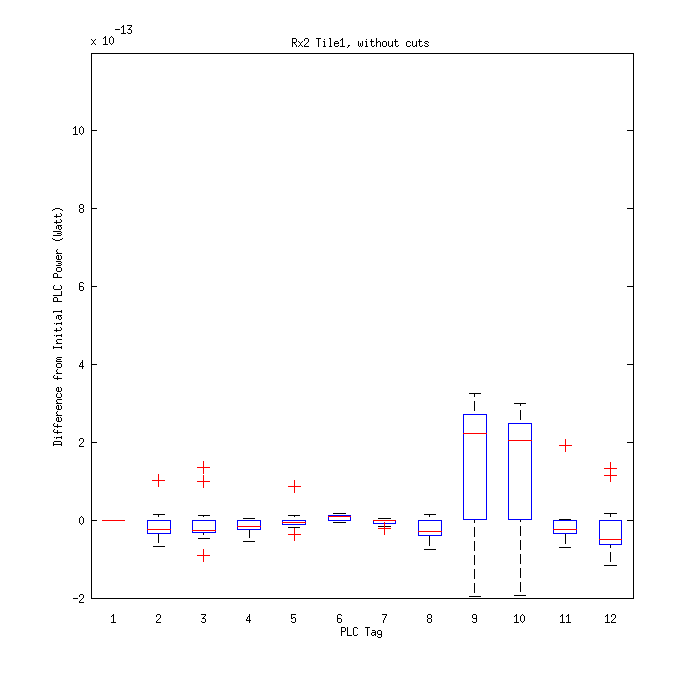 x 10-13
Rx2 Tile1, without cuts
Difference from Initial PLC Power (Watt)
10
8
6
4
2
0
-2
1 2 3 4 5 6 7 8 9 10 11 12
PLC Tag